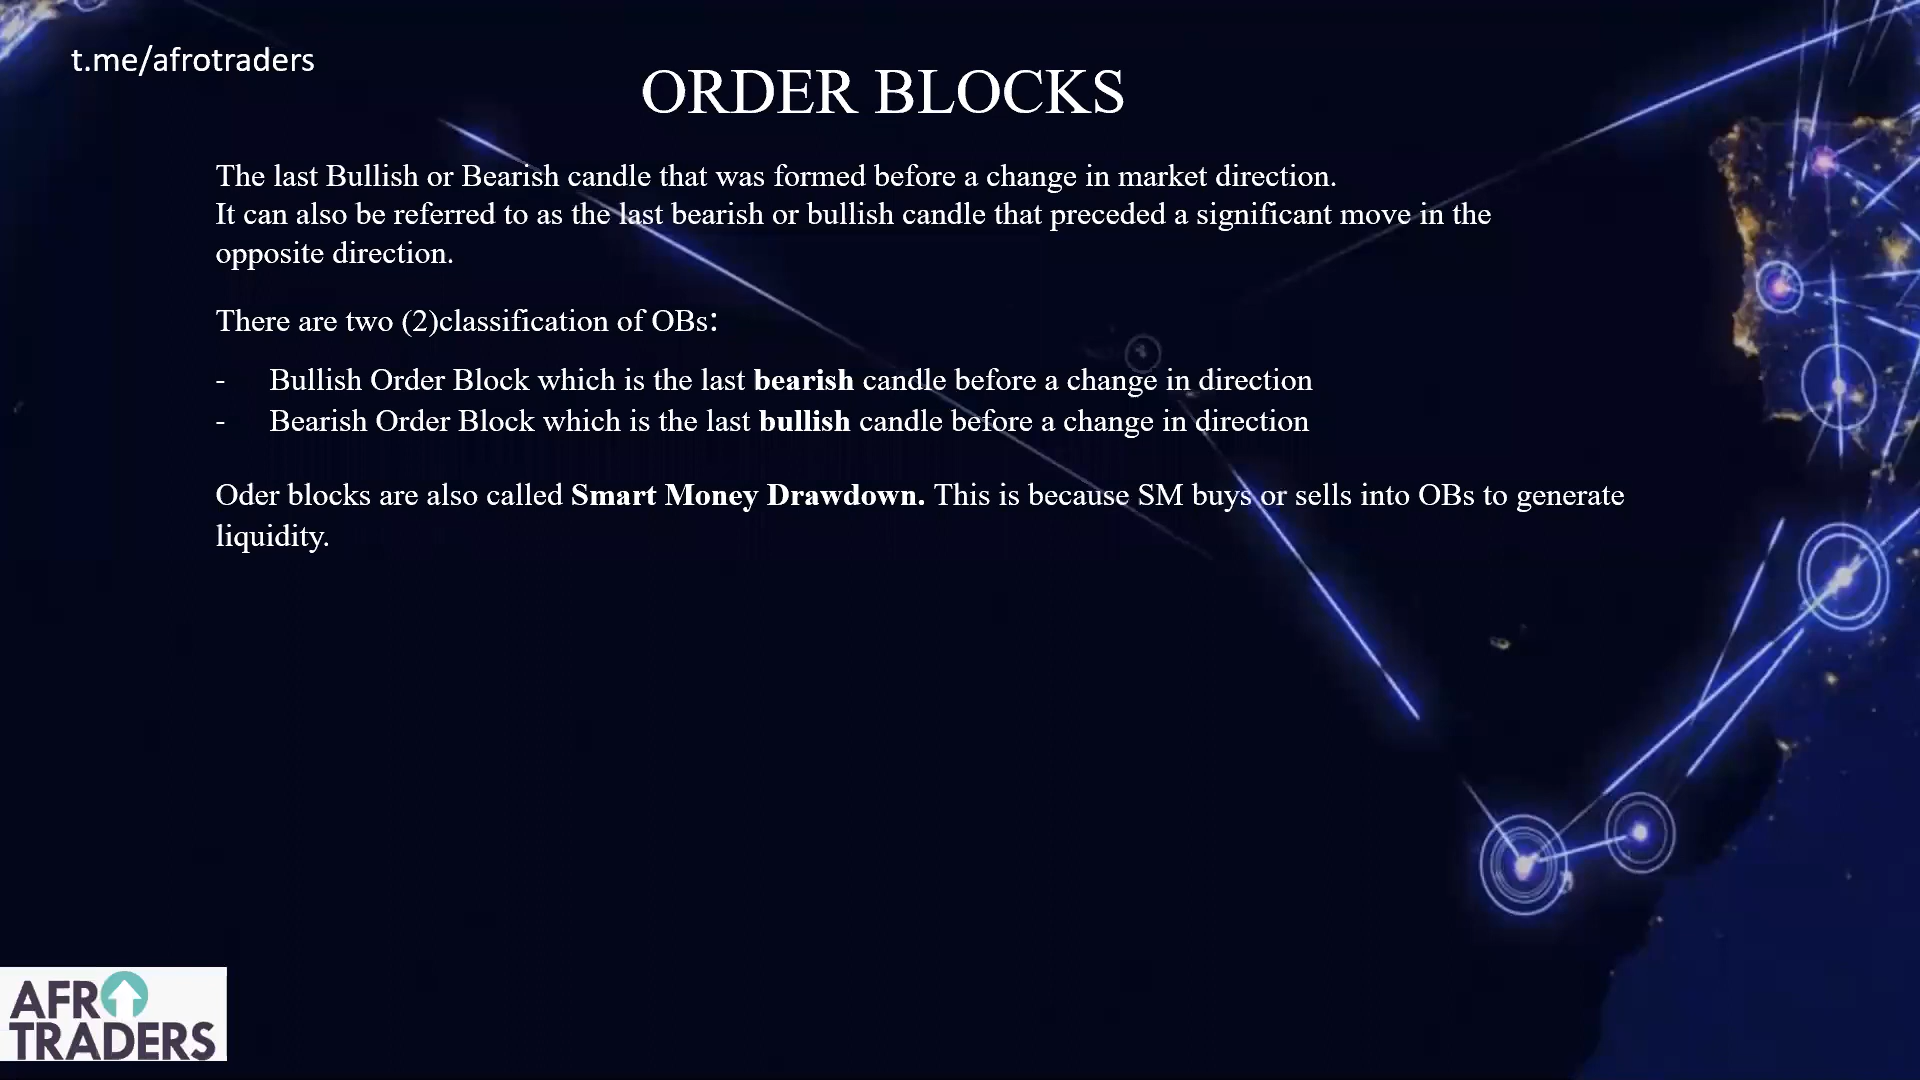 t.me/afrotraders
ORDER BLOCKS
The last Bullish or Bearish candle that was formed before a change in market direction.
It can also be referred to as the last bearish or bullish candle that preceded a significant move in the
opposite direction.
There are two (2)classification of OBs:
- Bullish Order Block which is the last bearish candle before a change in direction
- Bearish Order Block which is the last bullish candle before a change in direction
Oder blocks are also called Smart Money Drawdown. This is because SM buys or sells into OBs to generate
liquidity.
AFRO
TRADERS